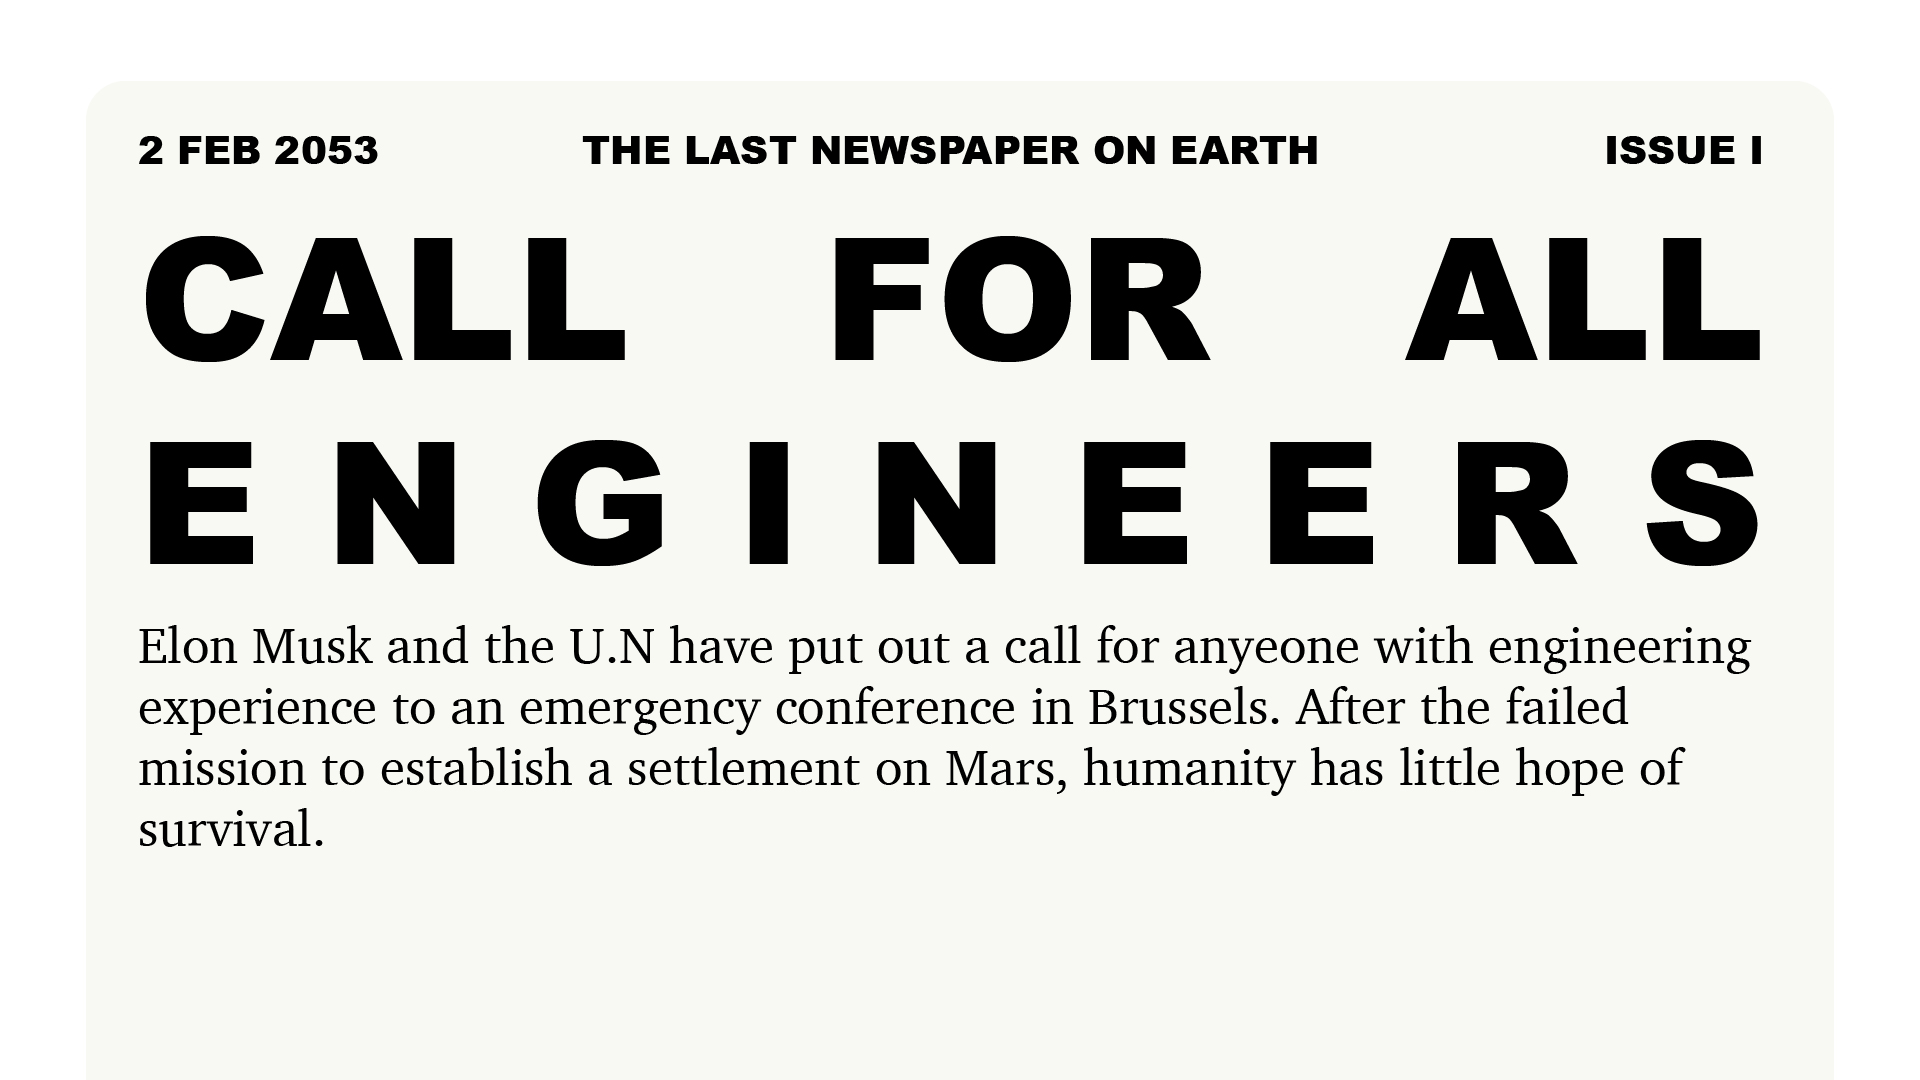 2 FEB 2053 THE LAST NEWSPAPER ON EARTH ISSUE I
CALL FOR ALL
ENGINEERS
Elon Musk and the U.N have put out a call for anyeone with engineering
experience to an emergency conference in Brussels. After the failed
mission to establish a settlement on Mars, humanity has little hope of
survival.